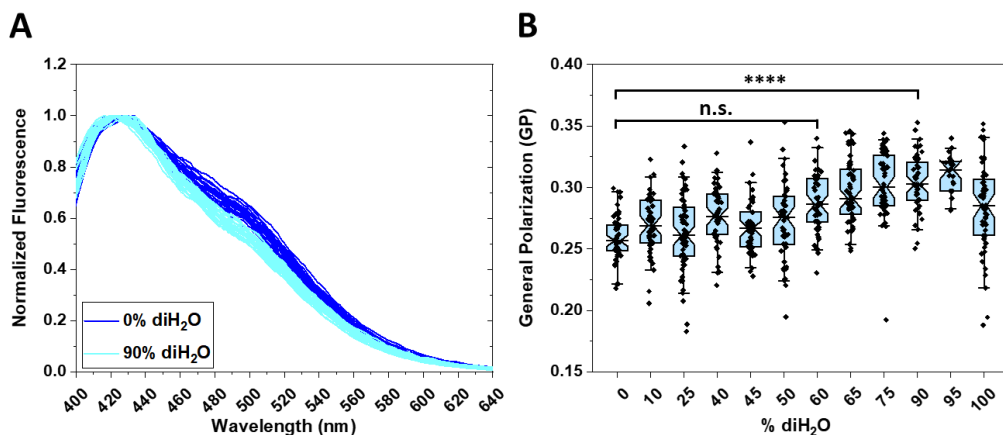 A
Normalized Fluorescence
1.2
1.0
0.8
0.6
0.4
0.2
0.0
0% diH₂O
90% diH₂O
400 420 440 460 480 500 520 540 560 580 600 620 640
Wavelength (nm)
B
General Polarization (GP)
0.40
0.35
0.30
0.25
0.20
0.15
****
n.s.
0 10 25 40 45 50 60 65 75 90 95 100
% diH₂O